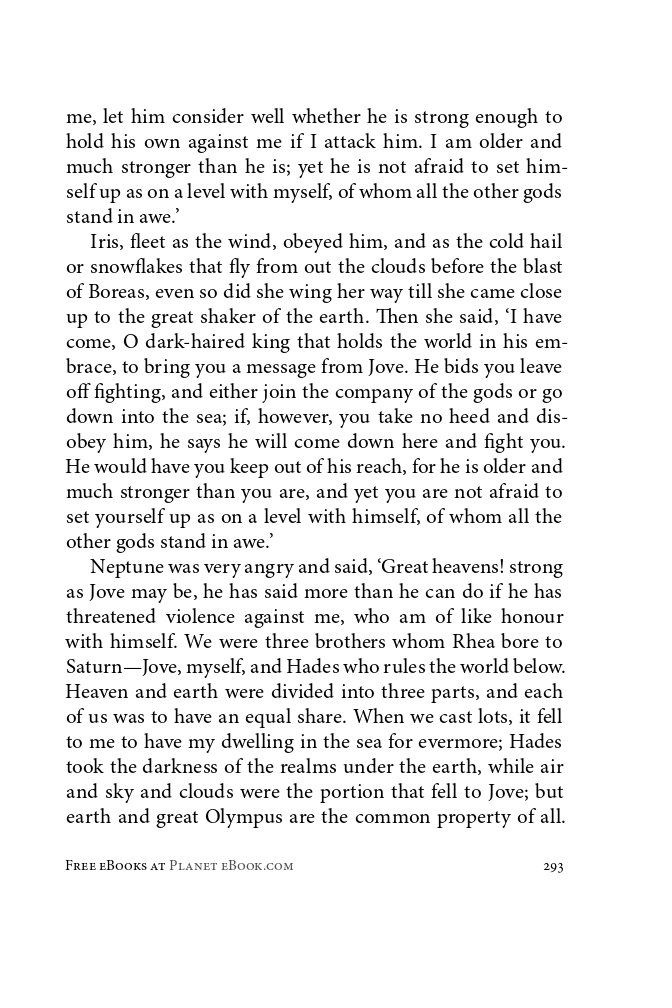 me, let him consider well whether he is strong enough to
hold his own against me if I attack him. I am older and
much stronger than he is; yet he is not afraid to set him-
self up as on a level with myself, of whom all the other gods
stand in awe.’
Iris, fleet as the wind, obeyed him, and as the cold hail
or snowflakes that fly from out the clouds before the blast
of Boreas, even so did she wing her way till she came close
up to the great shaker of the earth. Then she said, ‘I have
come, O dark-haired king that holds the world in his em-
brace, to bring you a message from Jove. He bids you leave
off fighting, and either join the company of the gods or go
down into the sea; if, however, you take no heed and dis-
obey him, he says he will come down here and fight you.
He would have you keep out of his reach, for he is older and
much stronger than you are, and yet you are not afraid to
set yourself up as on a level with himself, of whom all the
other gods stand in awe.’
Neptune was very angry and said, ‘Great heavens! strong
as Jove may be, he has said more than he can do if he has
threatened violence against me, who am of like honour
with himself. We were three brothers whom Rhea bore to
Saturn—Jove, myself, and Hades who rules the world below.
Heaven and earth were divided into three parts, and each
of us was to have an equal share. When we cast lots, it fell
to me to have my dwelling in the sea for evermore; Hades
took the darkness of the realms under the earth, while air
and sky and clouds were the portion that fell to Jove; but
earth and great Olympus are the common property of all.
Free eBooks at Planet eBook.com 293